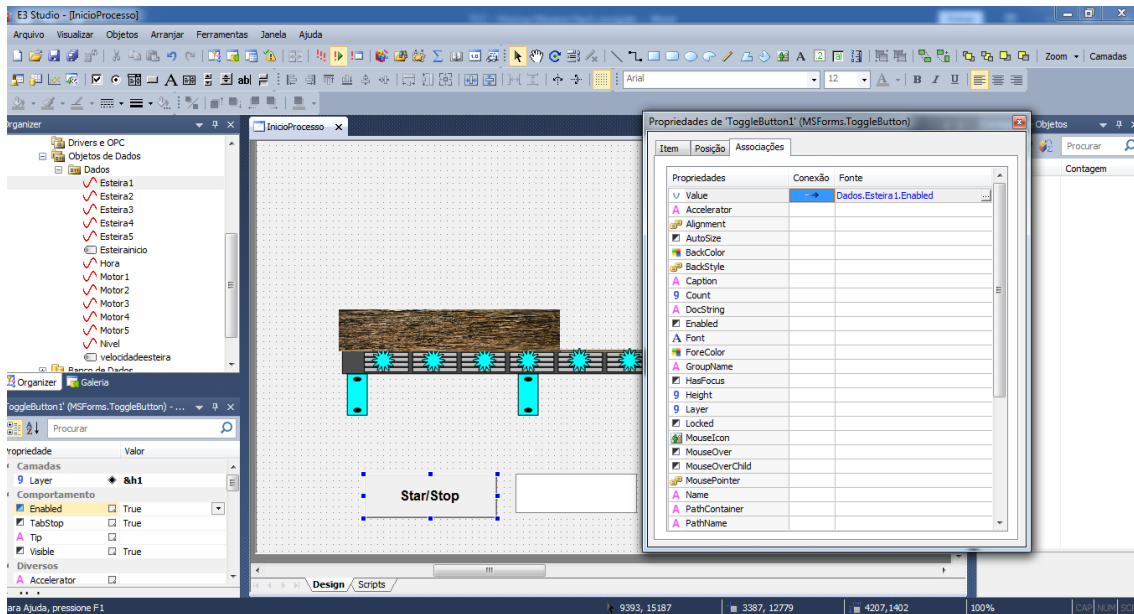 E3 Studio - [InicioProcesso]
Arquivo Visualizar Objetos Arranjar Ferramentas Janela Ajuda
Zoom Camadas
Arial 12 A B I U
Organizer
Drivers e OPC
Objetos de Dados
Dados
Esteira1
Esteira2
Esteira3
Esteira4
Esteira5
Esteirainicio
Hora
Motor1
Motor2
Motor3
Motor4
Motor5
Nivel
velocidadeesteira
Banco de Dados
Organizer Galeria
ToggleButton1' (MSForms.ToggleButton) - ...
Procurar
Propriedade Valor
Camadas
Layer &h1
Comportamento
Enabled True
TabStop True
Tip
Visible True
Diversos
Accelerator
InicioProcesso X
Star/Stop
Design Scripts
Propriedades de 'ToggleButton1' (MSForms.ToggleButton)
Item Posição Associações
Propriedades Conexão Fonte
Value Dados.Esteira1.Enabled ...
Accelerator
Alignment
AutoSize
BackColor
BackStyle
Caption
Count
DocString
Enabled
Font
ForeColor
GroupName
HasFocus
Height
Layer
Locked
MouseIcon
MouseOver
MouseOverChild
MousePointer
Name
PathContainer
PathName
Objetos
Procurar
Contagem
ara Ajuda, pressione F1
9393, 15187 3387, 12779 4207,1402 100% CAP NUM SC